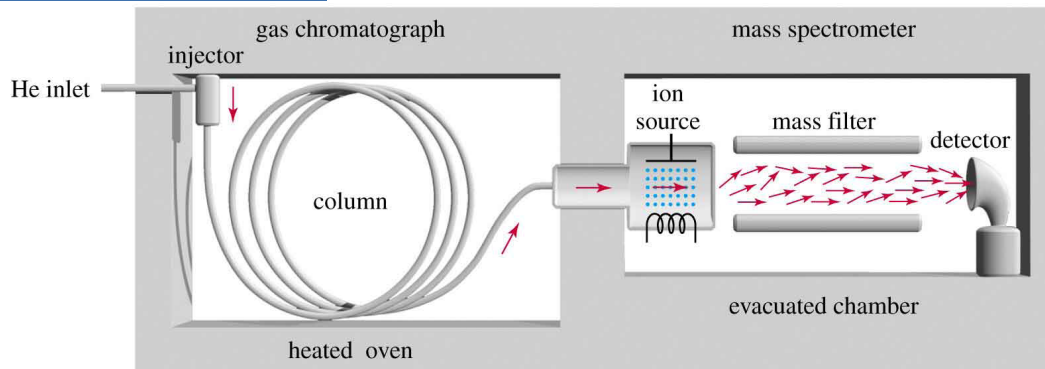 gas chromatograph
mass spectrometer
injector
He inlet
ion
source
mass filter
detector
column
evacuated chamber
heated oven